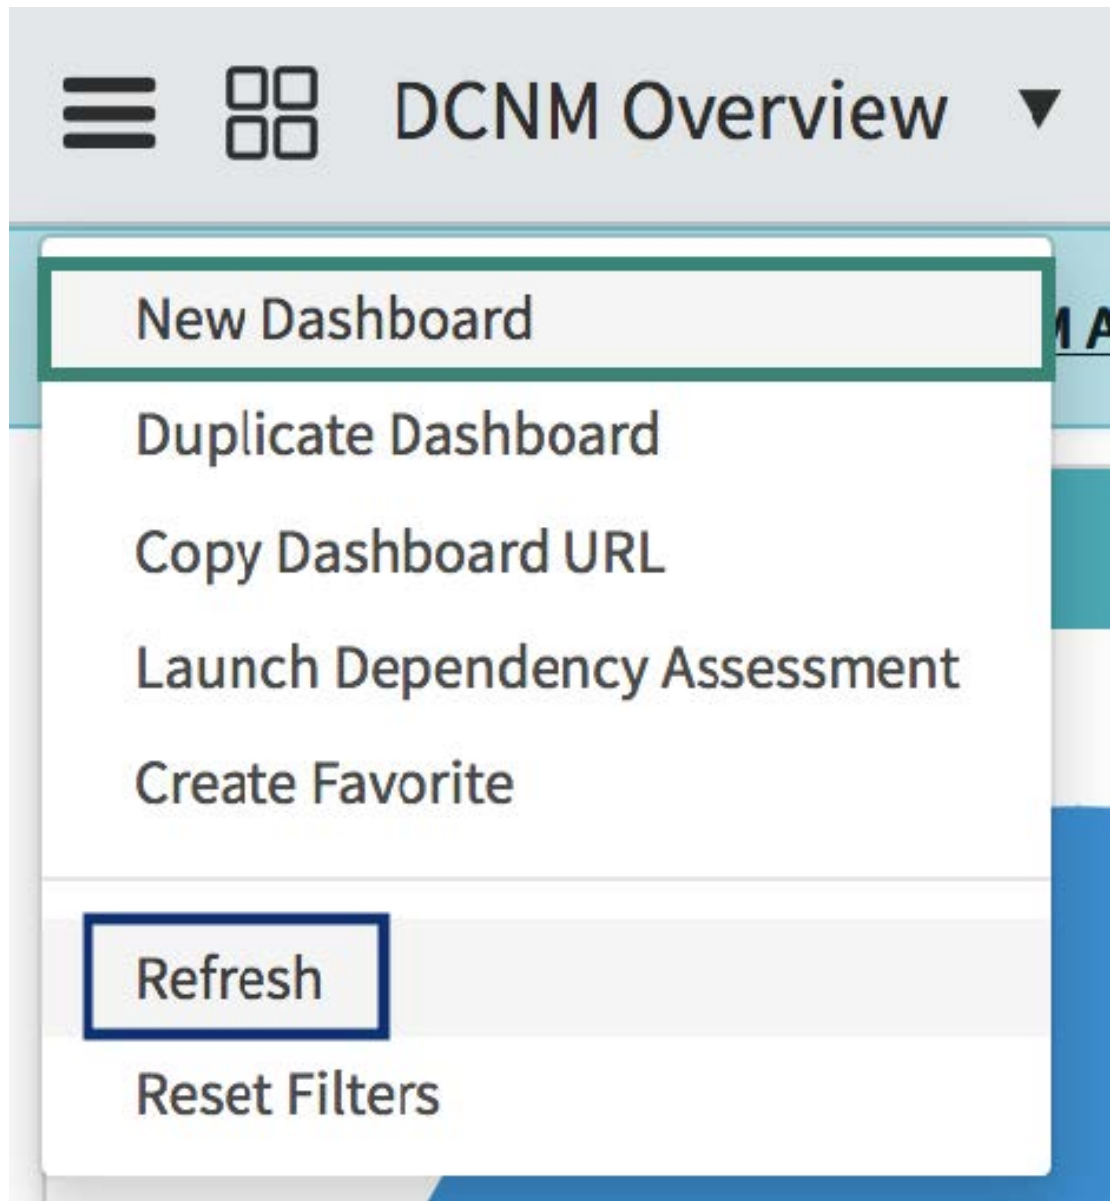 DCNM Overview ▼
New Dashboard
Duplicate Dashboard
Copy Dashboard URL
Launch Dependency Assessment
Create Favorite
Refresh
Reset Filters